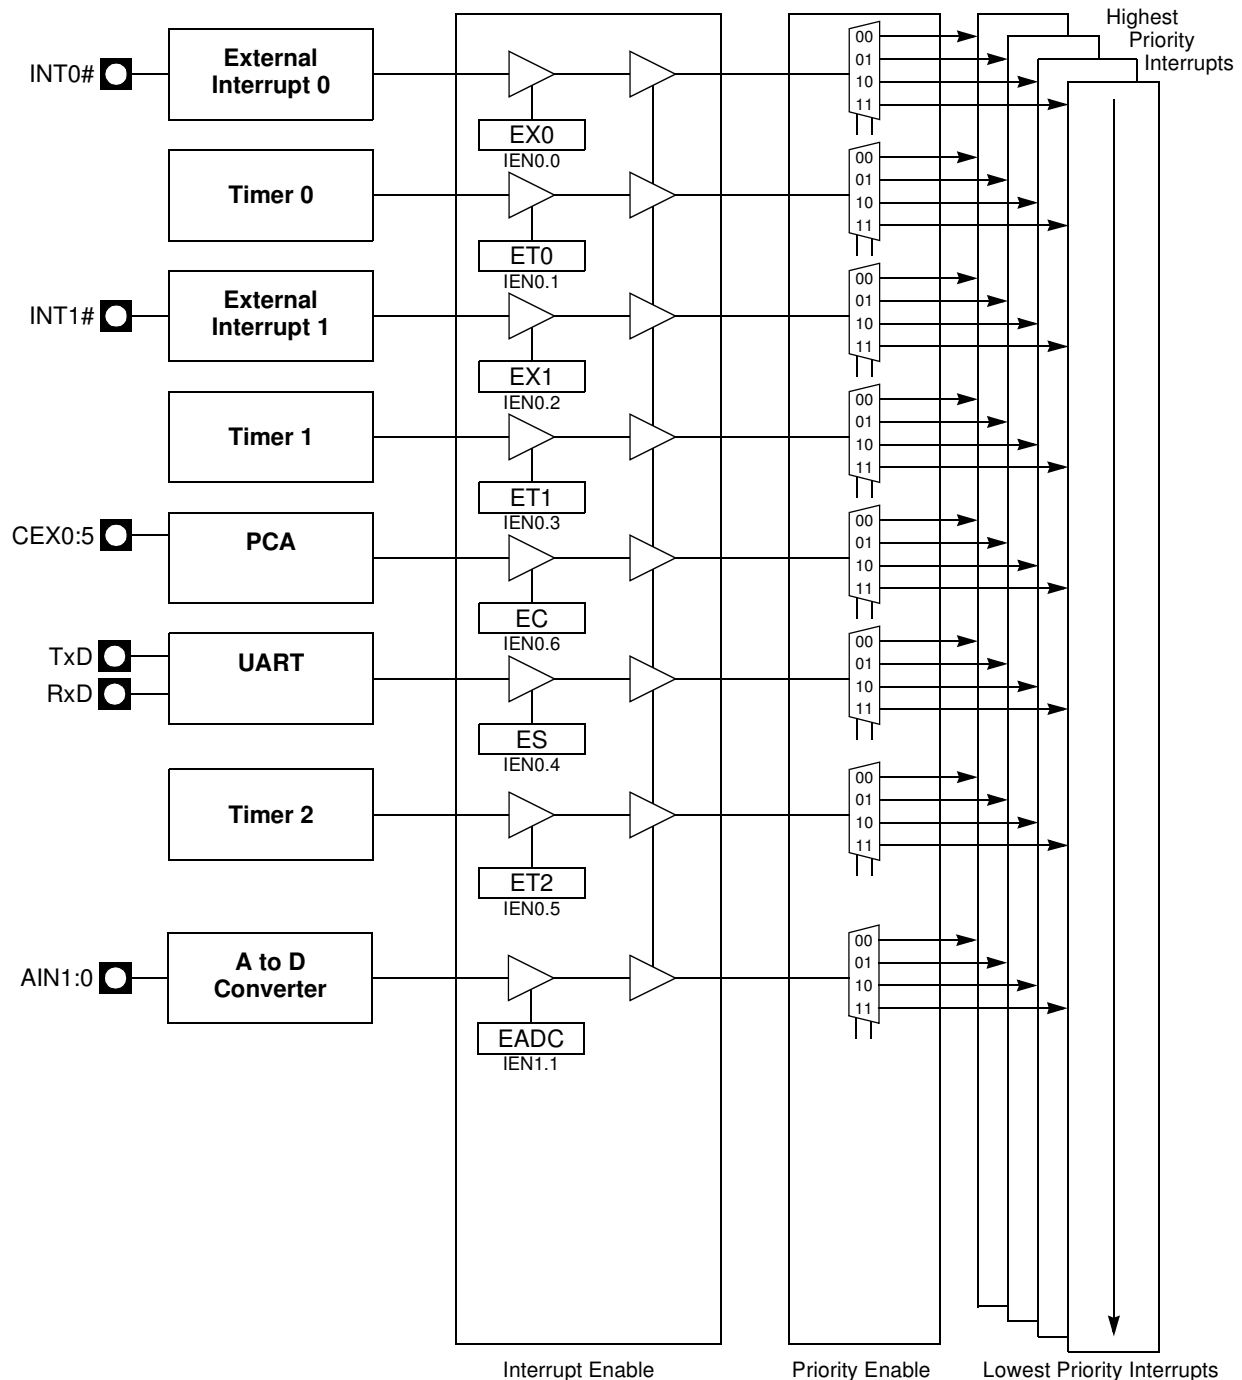 Highest
Priority
Interrupts
INT0#
External
Interrupt 0
EX0
IEN0.0
00
01
10
11
Timer 0
ET0
IEN0.1
00
01
10
11
INT1#
External
Interrupt 1
EX1
IEN0.2
00
01
10
11
Timer 1
ET1
IEN0.3
00
01
10
11
CEX0:5
PCA
EC
IEN0.6
00
01
10
11
TxD
RxD
UART
ES
IEN0.4
00
01
10
11
Timer 2
ET2
IEN0.5
00
01
10
11
AIN1:0
A to D
Converter
EADC
IEN1.1
00
01
10
11
Interrupt Enable
Priority Enable
Lowest Priority Interrupts